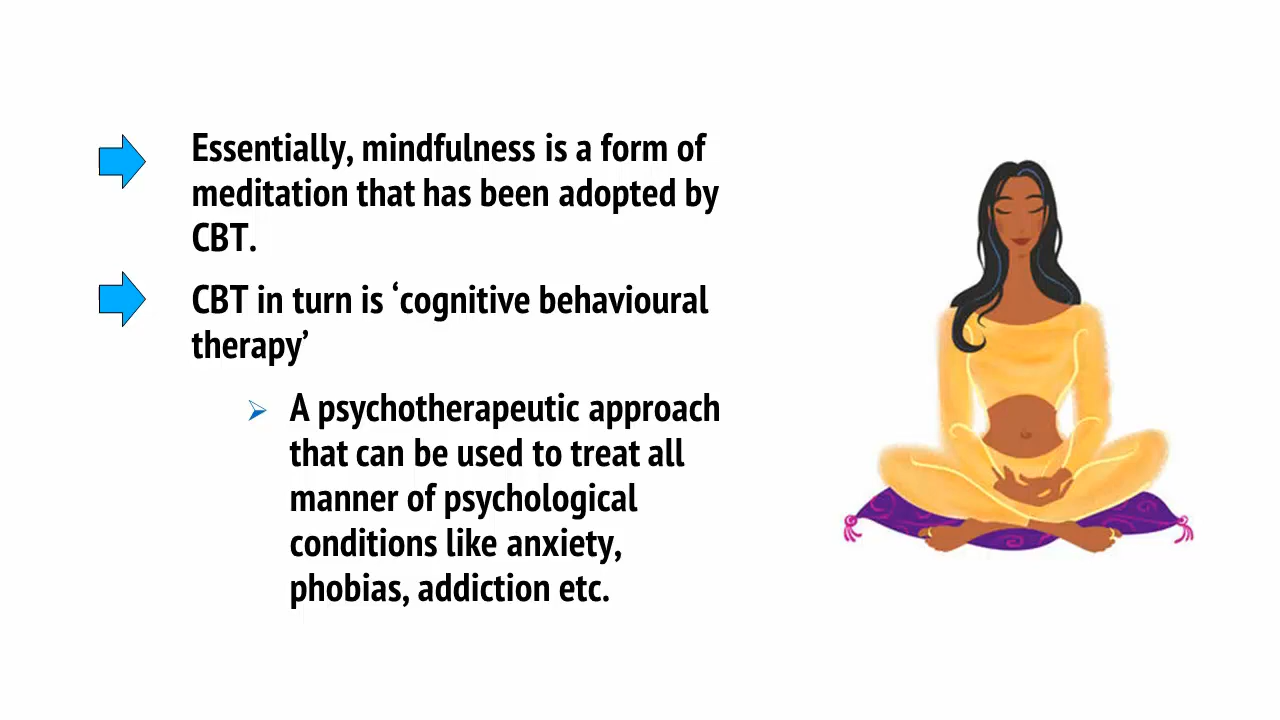 Essentially, mindfulness is a form of
meditation that has been adopted by
CBT.
CBT in turn is ‘cognitive behavioural
therapy’
A psychotherapeutic approach
that can be used to treat all
manner of psychological
conditions like anxiety,
phobias, addiction etc.